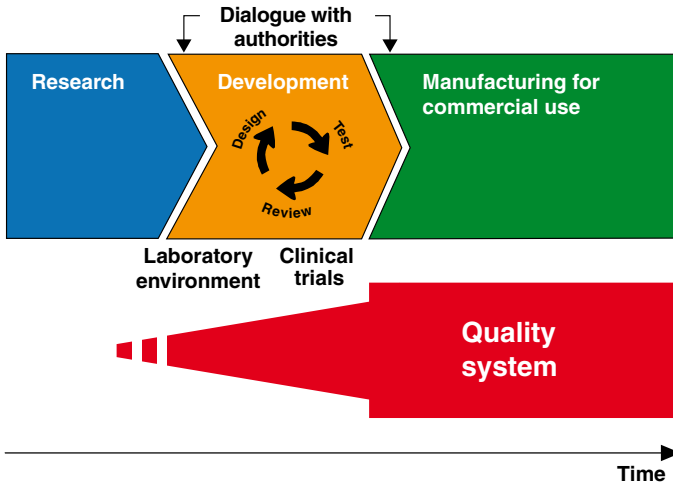 Dialogue with
authorities
Research
Development
Manufacturing for
commercial use
Design
Test
Review
Laboratory
environment
Clinical
trials
Quality
system
Time